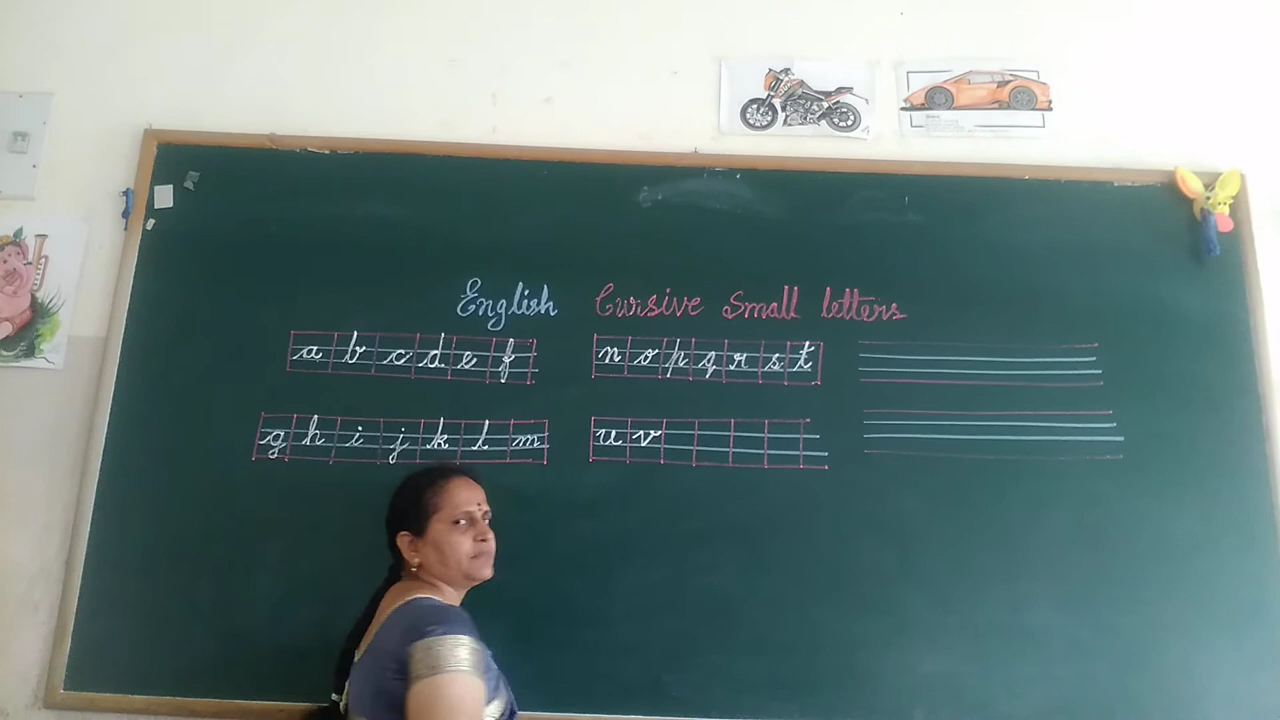 English Cursive Small letters
a b c d e f
g h i j k l m
n o p q r s t
u v